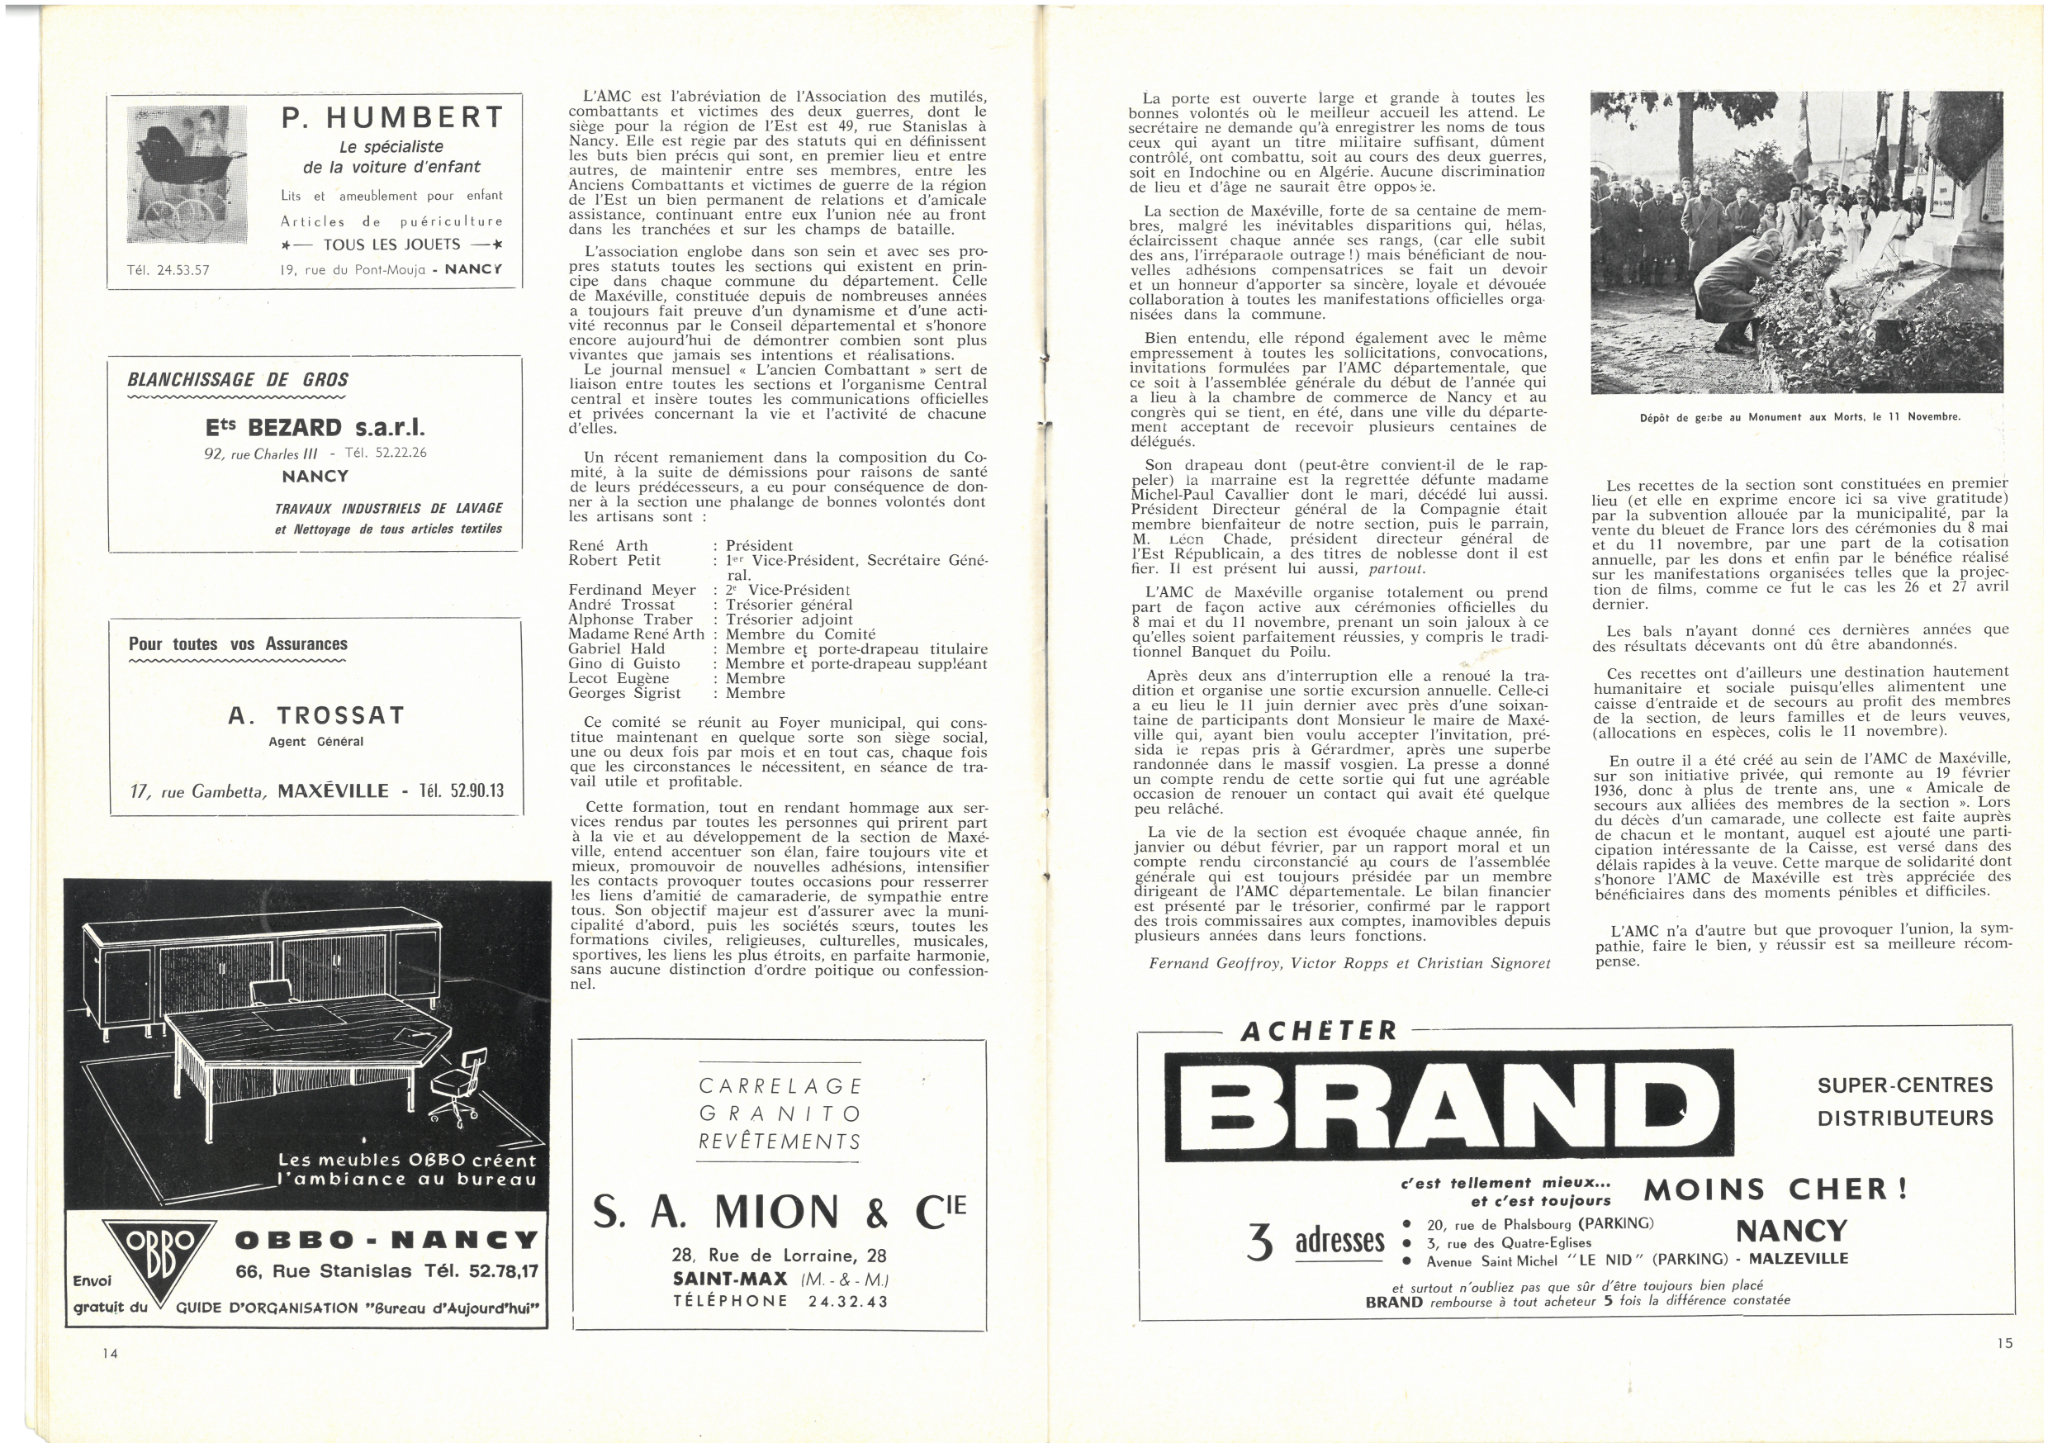 P. HUMBERT
Le spécialiste
de la voiture d'enfant
Lits et ameublement pour enfant
Articles de puériculture
★— TOUS LES JOUETS —★
Tél. 24.53.57
19, rue du Pont-Mouja - NANCY
BLANCHISSAGE DE GROS
Ets BEZARD s.a.r.l.
92, rue Charles III - Tél. 52.22.26
NANCY
TRAVAUX INDUSTRIELS DE LAVAGE
et Nettoyage de tous articles textiles
Pour toutes vos Assurances
A. TROSSAT
Agent Général
17, rue Gambetta, MAXÉVILLE - Tél. 52.90.13
Les meubles OBBO créent
l'ambiance au bureau
OBBO
OBBO - NANCY
66, Rue Stanislas Tél. 52.78,17
Envoi
gratuit du GUIDE D'ORGANISATION "Bureau d'Aujourd'hui"
14
L'AMC est l'abréviation de l'Association des mutilés,
combattants et victimes des deux guerres, dont le
siège pour la région de l'Est est 49, rue Stanislas à
Nancy. Elle est régie par des statuts qui en définissent
les buts bien précis qui sont, en premier lieu et entre
autres, de maintenir entre ses membres, entre les
Anciens Combattants et victimes de guerre de la région
de l'Est un bien permanent de relations et d'amicale
assistance, continuant entre eux l'union née au front
dans les tranchées et sur les champs de bataille.
L'association englobe dans son sein et avec ses pro-
pres statuts toutes les sections qui existent en prin-
cipe dans chaque commune du département. Celle
de Maxéville, constituée depuis de nombreuses années
a toujours fait preuve d'un dynamisme et d'une acti-
vité reconnus par le Conseil départemental et s'honore
encore aujourd'hui de démontrer combien sont plus
vivantes que jamais ses intentions et réalisations.
Le journal mensuel « L'ancien Combattant » sert de
liaison entre toutes les sections et l'organisme Central
central et insère toutes les communications officielles
et privées concernant la vie et l'activité de chacune
d'elles.
Un récent remaniement dans la composition du Co-
mité, à la suite de démissions pour raisons de santé
de leurs prédécesseurs, a eu pour conséquence de don-
ner à la section une phalange de bonnes volontés dont
les artisans sont :
René Arth : Président
Robert Petit : 1er Vice-Président, Secrétaire Géné-
ral.
Ferdinand Meyer : 2e Vice-Président
André Trossat : Trésorier général
Alphonse Traber : Trésorier adjoint
Madame René Arth : Membre du Comité
Gabriel Hald : Membre et porte-drapeau titulaire
Gino di Guisto : Membre et porte-drapeau suppléant
Lecot Eugène : Membre
Georges Sigrist : Membre
Ce comité se réunit au Foyer municipal, qui cons-
titue maintenant en quelque sorte son siège social,
une ou deux fois par mois et en tout cas, chaque fois
que les circonstances le nécessitent, en séance de tra-
vail utile et profitable.
Cette formation, tout en rendant hommage aux ser-
vices rendus par toutes les personnes qui prirent part
à la vie et au développement de la section de Maxé-
ville, entend accentuer son élan, faire toujours vite et
mieux, promouvoir de nouvelles adhésions, intensifier
les contacts provoquer toutes occasions pour resserrer
les liens d'amitié de camaraderie, de sympathie entre
tous. Son objectif majeur est d'assurer avec la muni-
cipalité d'abord, puis les sociétés sœurs, toutes les
formations civiles, religieuses, culturelles, musicales,
sportives, les liens les plus étroits, en parfaite harmonie,
sans aucune distinction d'ordre poitique ou confession-
nel.
CARRELAGE
GRANITO
REVÊTEMENTS
S. A. MION & CIE
28, Rue de Lorraine, 28
SAINT-MAX (M.-&-M.)
TÉLÉPHONE 24.32.43
La porte est ouverte large et grande à toutes les
bonnes volontés où le meilleur accueil les attend. Le
secrétaire ne demande qu'à enregistrer les noms de tous
ceux qui ayant un titre militaire suffisant, dûment
contrôlé, ont combattu, soit au cours des deux guerres,
soit en Indochine ou en Algérie. Aucune discrimination
de lieu et d'âge ne saurait être opposée.
La section de Maxéville, forte de sa centaine de mem-
bres, malgré les inévitables disparitions qui, hélas,
éclaircissent chaque année ses rangs, (car elle subit
des ans, l'irréparable outrage !) mais bénéficiant de nou-
velles adhésions compensatrices se fait un devoir
et un honneur d'apporter sa sincère, loyale et dévouée
collaboration à toutes les manifestations officielles orga-
nisées dans la commune.
Bien entendu, elle répond également avec le même
empressement à toutes les sollicitations, convocations,
invitations formulées par l'AMC départementale, que
ce soit à l'assemblée générale du début de l'année qui
a lieu à la chambre de commerce de Nancy et au
congrès qui se tient, en été, dans une ville du départe-
ment acceptant de recevoir plusieurs centaines de
délégués.
Son drapeau dont (peut-être convient-il de le rap-
peler) la marraine est la regrettée défunte madame
Michel-Paul Cavallier dont le mari, décédé lui aussi.
Président Directeur général de la Compagnie était
membre bienfaiteur de notre section, puis le parrain,
M. Léon Chade, président directeur général de
l'Est Républicain, a des titres de noblesse dont il est
fier. Il est présent lui aussi, partout.
L'AMC de Maxéville organise totalement ou prend
part de façon active aux cérémonies officielles du
8 mai et du 11 novembre, prenant un soin jaloux à ce
qu'elles soient parfaitement réussies, y compris le tradi-
tionnel Banquet du Poilu.
Après deux ans d'interruption elle a renoué la tra-
dition et organise une sortie excursion annuelle. Celle-ci
a eu lieu le 11 juin dernier avec près d'une soixan-
taine de participants dont Monsieur le maire de Maxé-
ville qui, ayant bien voulu accepter l'invitation, pré-
sida le repas pris à Gérardmer, après une superbe
randonnée dans le massif vosgien. La presse a donné
un compte rendu de cette sortie qui fut une agréable
occasion de renouer un contact qui avait été quelque
peu relâché.
La vie de la section est évoquée chaque année, fin
janvier ou début février, par un rapport moral et un
compte rendu circonstancié au cours de l'assemblée
générale qui est toujours présidée par un membre
dirigeant de l'AMC départementale. Le bilan financier
est présenté par le trésorier, confirmé par le rapport
des trois commissaires aux comptes, inamovibles depuis
plusieurs années dans leurs fonctions.
Fernand Geoffroy, Victor Ropps et Christian Signoret
Dépôt de gerbe au Monument aux Morts, le 11 Novembre.
Les recettes de la section sont constituées en premier
lieu (et elle en exprime encore ici sa vive gratitude)
par la subvention allouée par la municipalité, par la
vente du bleuet de France lors des cérémonies du 8 mai
et du 11 novembre, par une part de la cotisation
annuelle, par les dons et enfin par le bénéfice réalisé
sur les manifestations organisées telles que la projec-
tion de films, comme ce fut le cas les 26 et 27 avril
dernier.
Les bals n'ayant donné ces dernières années que
des résultats décevants ont dû être abandonnés.
Ces recettes ont d'ailleurs une destination hautement
humanitaire et sociale puisqu'elles alimentent une
caisse d'entraide et de secours au profit des membres
de la section, de leurs familles et de leurs veuves,
(allocations en espèces, colis le 11 novembre).
En outre il a été créé au sein de l'AMC de Maxéville,
sur son initiative privée, qui remonte au 19 février
1936, donc à plus de trente ans, une « Amicale de
secours aux alliées des membres de la section ». Lors
du décès d'un camarade, une collecte est faite auprès
de chacun et le montant, auquel est ajouté une parti-
cipation intéressante de la Caisse, est versé dans des
délais rapides à la veuve. Cette marque de solidarité dont
s'honore l'AMC de Maxéville est très appréciée des
bénéficiaires dans des moments pénibles et difficiles.
L'AMC n'a d'autre but que provoquer l'union, la sym-
pathie, faire le bien, y réussir est sa meilleure récom-
pense.
ACHETER
BRAND
SUPER-CENTRES
DISTRIBUTEURS
c'est tellement mieux...
et c'est toujours MOINS CHER !
3 adresses
● 20, rue de Phalsbourg (PARKING)
● 3, rue des Quatre-Eglises
NANCY
● Avenue Saint Michel "LE NID" (PARKING) - MALZEVILLE
et surtout n'oubliez pas que sûr d'être toujours bien placé
BRAND rembourse à tout acheteur 5 fois la différence constatée
15